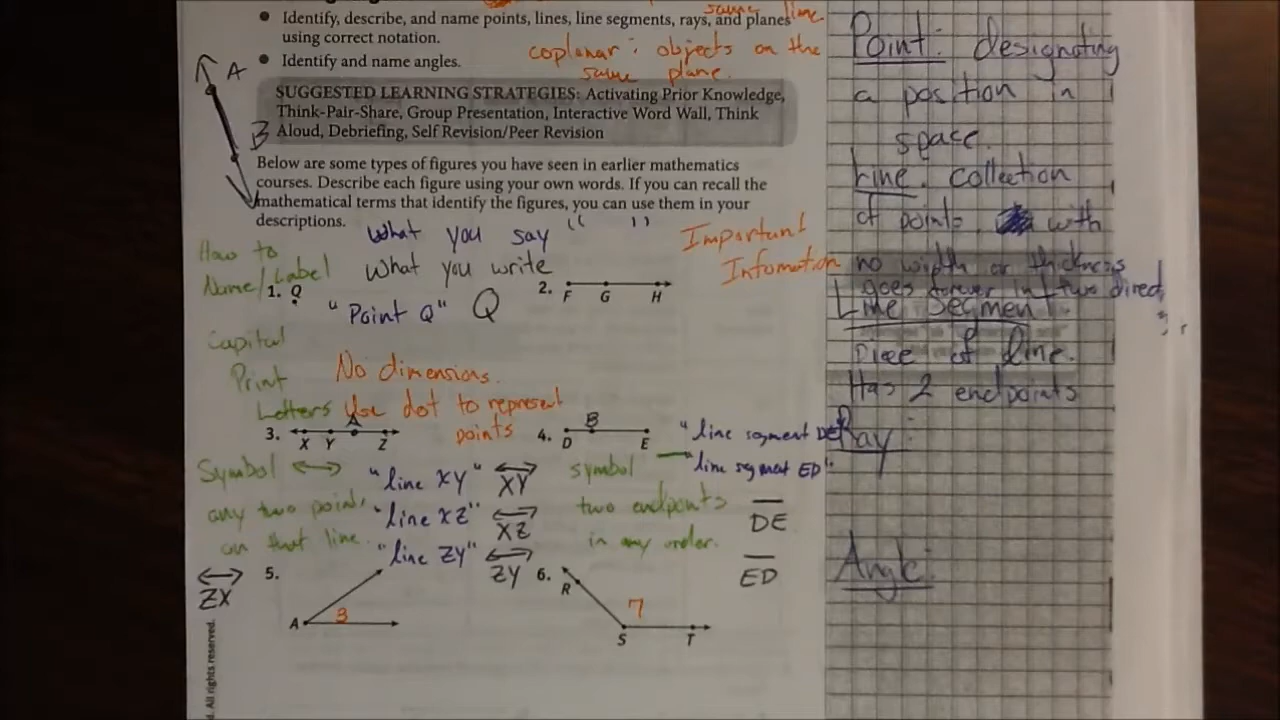 same line.
• Identify, describe, and name points, lines, line segments, rays, and planes
using correct notation.
coplanar: objects on the
same plane.
• Identify and name angles.
A
B
SUGGESTED LEARNING STRATEGIES: Activating Prior Knowledge,
Think-Pair-Share, Group Presentation, Interactive Word Wall, Think
Aloud, Debriefing, Self Revision/Peer Revision
Below are some types of figures you have seen in earlier mathematics
courses. Describe each figure using your own words. If you can recall the
mathematical terms that identify the figures, you can use them in your
descriptions.
What you say " "
What you write
Important
Infomation
How to
Name/Label
1. Q
"Point Q" Q
2. F G H
Capital
Print
Letters
No dimensions.
Use dot to represent
points
3. X Y A Z
4. D B E
"line segment DE"
"line segment ED"
Symbol ↔
any two points
on that line.
"line XY" XY
"line XZ" XZ
"line ZY" ZY
ZX
symbol —
two endpoints
in any order.
DE
ED
5. A 3
6. R S T 7
d. All rights reserved.
Point: designating
a position in
space.
Line. collection
of points with
no width or thickness
goes forever in two direc
Line Segment:
piece of line.
Has 2 endpoints
Ray:
Angle: